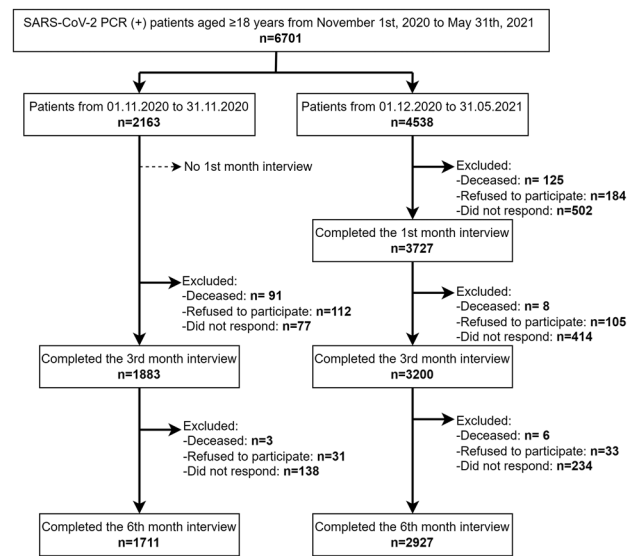 SARS-CoV-2 PCR (+) patients aged ≥18 years from November 1st, 2020 to May 31th, 2021
n=6701
Patients from 01.11.2020 to 31.11.2020
n=2163
Patients from 01.12.2020 to 31.05.2021
n=4538
No 1st month interview
Excluded:
-Deceased: n= 125
-Refused to participate: n=184
-Did not respond: n=502
Completed the 1st month interview
n=3727
Excluded:
-Deceased: n= 91
-Refused to participate: n=112
-Did not respond: n=77
Excluded:
-Deceased: n= 8
-Refused to participate: n=105
-Did not respond: n=414
Completed the 3rd month interview
n=1883
Completed the 3rd month interview
n=3200
Excluded:
-Deceased: n=3
-Refused to participate: n=31
-Did not respond: n=138
Excluded:
-Deceased: n= 6
-Refused to participate: n=33
-Did not respond: n=234
Completed the 6th month interview
n=1711
Completed the 6th month interview
n=2927